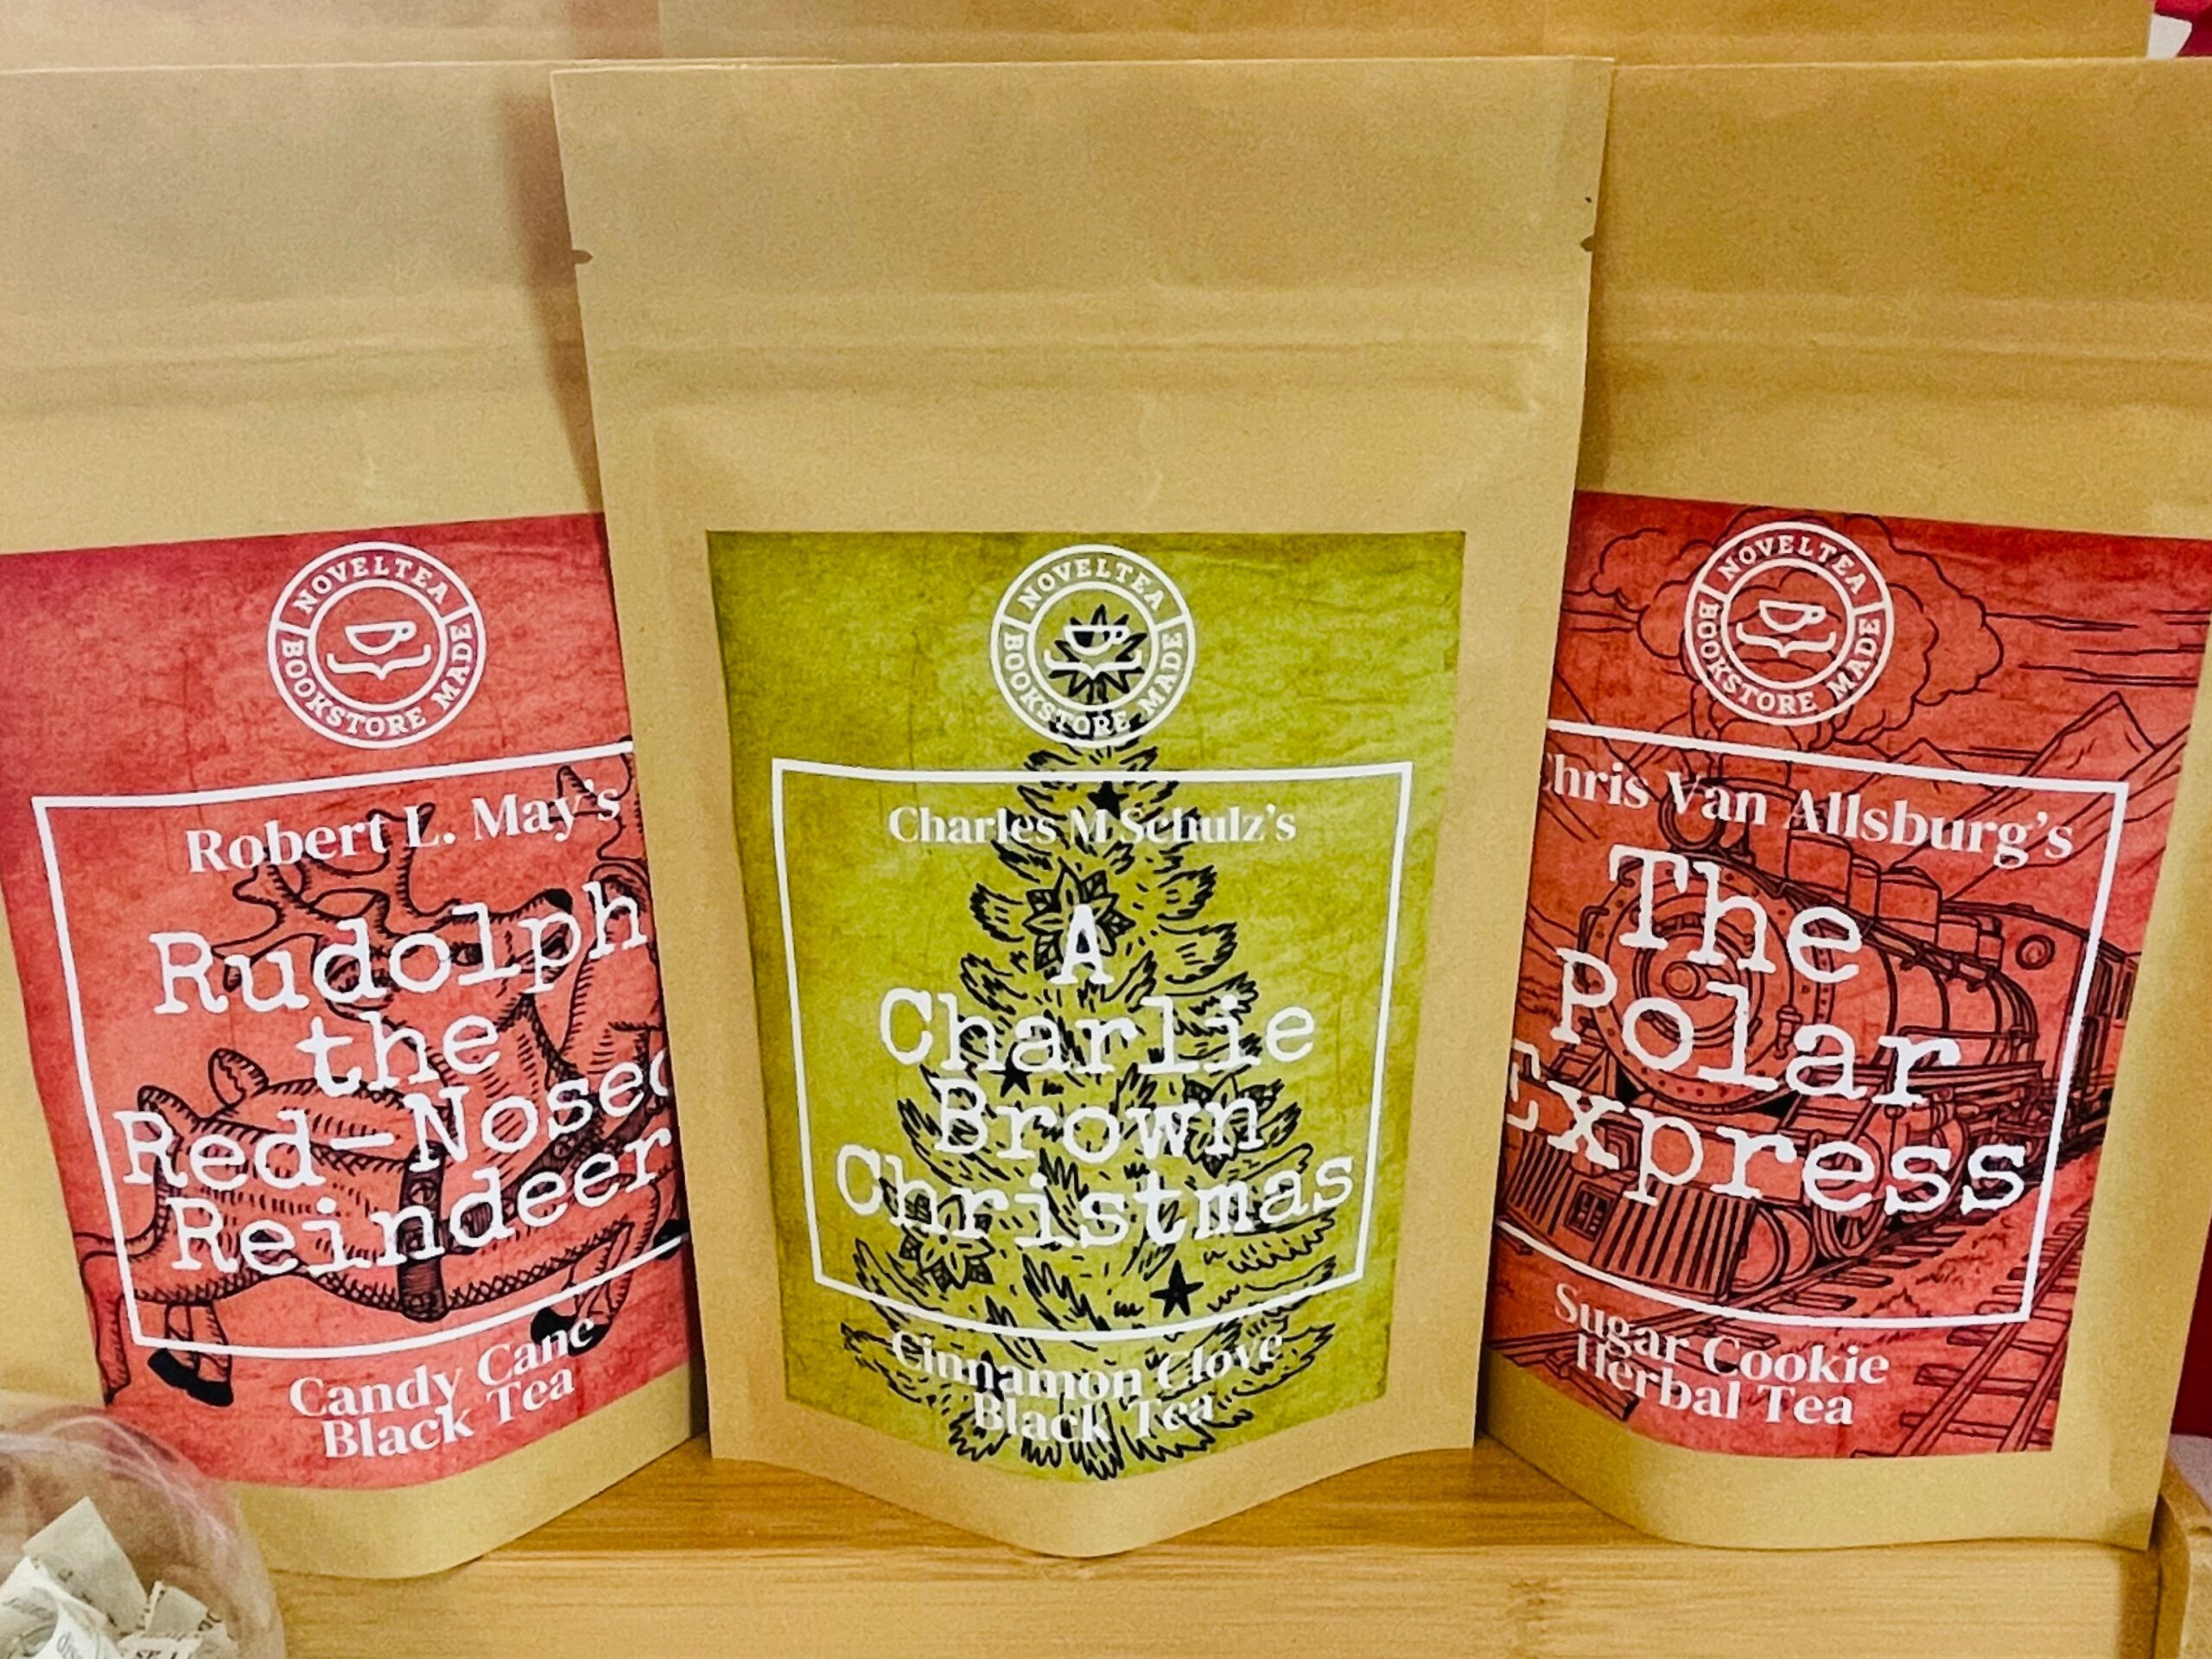 NOVELTEA
BOOKSTORE MADE
Robert L. May's
Rudolph
the
Red-Nosed
Reindeer
Candy Cane
Black Tea
NOVELTEA
BOOKSTORE MADE
Charles M Schulz's
A
Charlie
Brown
Christmas
Cinnamon Clove
Black Tea
NOVELTEA
BOOKSTORE MADE
Chris Van Allsburg's
The
Polar
Express
Sugar Cookie
Herbal Tea